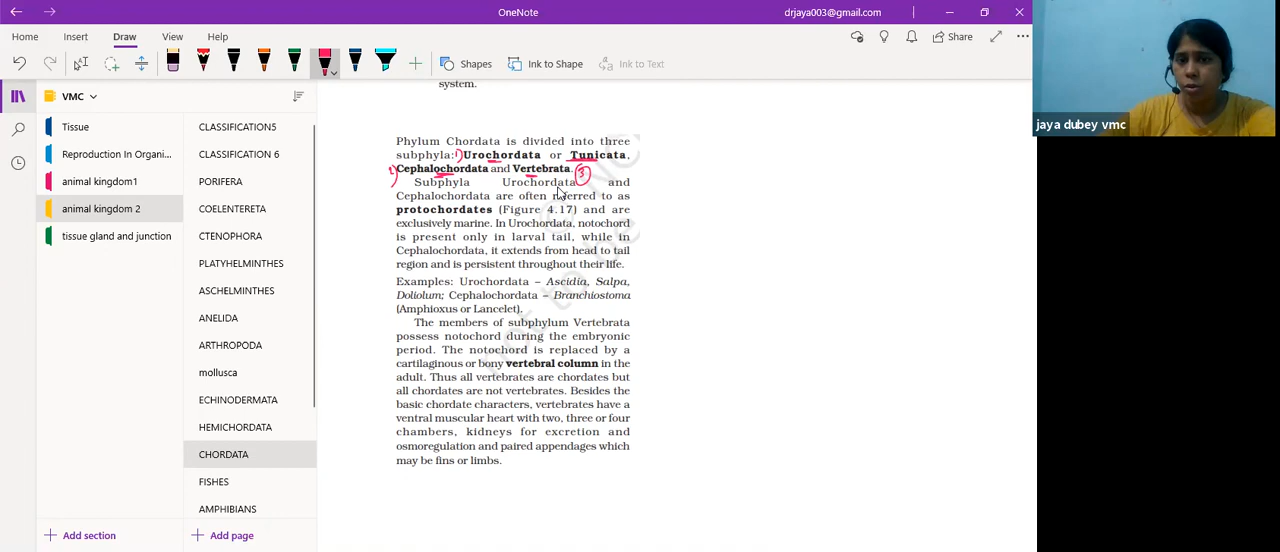 OneNote
drjaya003@gmail.com
Home Insert Draw View Help
Share
Shapes Ink to Shape Ink to Text
VMC
Tissue
Reproduction In Organi...
animal kingdom1
animal kingdom 2
tissue gland and junction
Add section
CLASSIFICATION5
CLASSIFICATION 6
PORIFERA
COELENTERETA
CTENOPHORA
PLATYHELMINTHES
ASCHELMINTHES
ANELIDA
ARTHROPODA
mollusca
ECHINODERMATA
HEMICHORDATA
CHORDATA
FISHES
AMPHIBIANS
Add page
system.
Phylum Chordata is divided into three
subphyla: 1) Urochordata or Tunicata,
2) Cephalochordata and Vertebrata. 3
Subphyla Urochordata and
Cephalochordata are often referred to as
protochordates (Figure 4.17) and are
exclusively marine. In Urochordata, notochord
is present only in larval tail, while in
Cephalochordata, it extends from head to tail
region and is persistent throughout their life.
Examples: Urochordata – Ascidia, Salpa,
Doliolum; Cephalochordata – Branchiostoma
(Amphioxus or Lancelet).
The members of subphylum Vertebrata
possess notochord during the embryonic
period. The notochord is replaced by a
cartilaginous or bony vertebral column in the
adult. Thus all vertebrates are chordates but
all chordates are not vertebrates. Besides the
basic chordate characters, vertebrates have a
ventral muscular heart with two, three or four
chambers, kidneys for excretion and
osmoregulation and paired appendages which
may be fins or limbs.
jaya dubey vmc